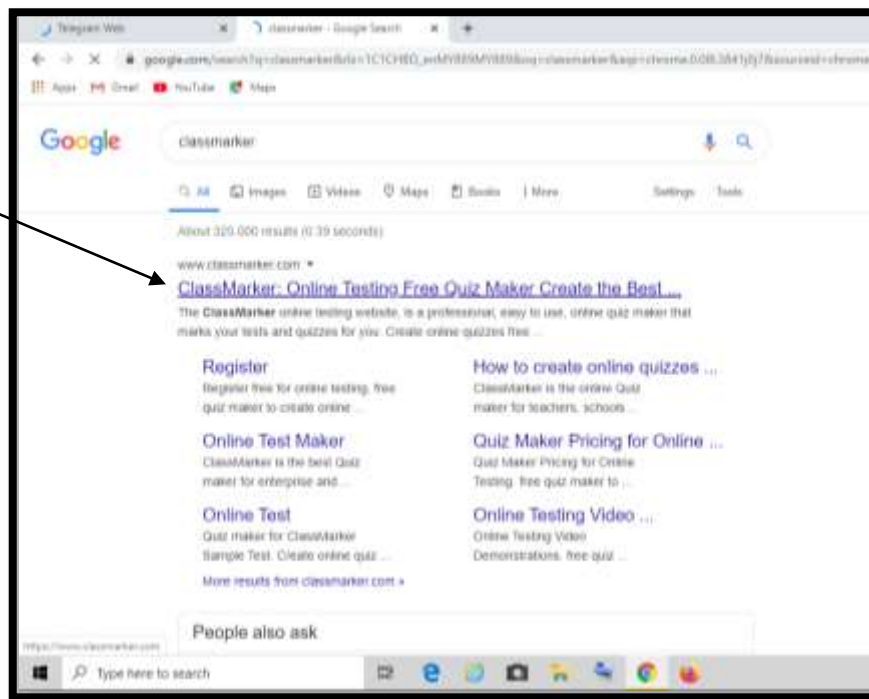 Telegram Web
classmarker - Google Search
Apps Gmail YouTube Maps
Google
classmarker
All Images Videos Maps Books More Settings Tools
About 320,000 results (0.39 seconds)
www.classmarker.com
ClassMarker: Online Testing Free Quiz Maker Create the Best ...
The ClassMarker online testing website, is a professional, easy to use, online quiz maker that
marks your tests and quizzes for you. Create online quizzes free ...
Register
Register free for online testing, free
quiz maker to create online ...
How to create online quizzes ...
ClassMarker is the online Quiz
maker for teachers, schools ...
Online Test Maker
ClassMarker is the best Quiz
maker for enterprise and ...
Quiz Maker Pricing for Online ...
Quiz Maker Pricing for Online
Testing, free quiz maker to ...
Online Test
Quiz maker for ClassMarker
Sample Test. Create online quiz ...
Online Testing Video ...
Online Testing Video
Demonstrations, free quiz ...
More results from classmarker.com »
People also ask
https://www.classmarker.com
Type here to search